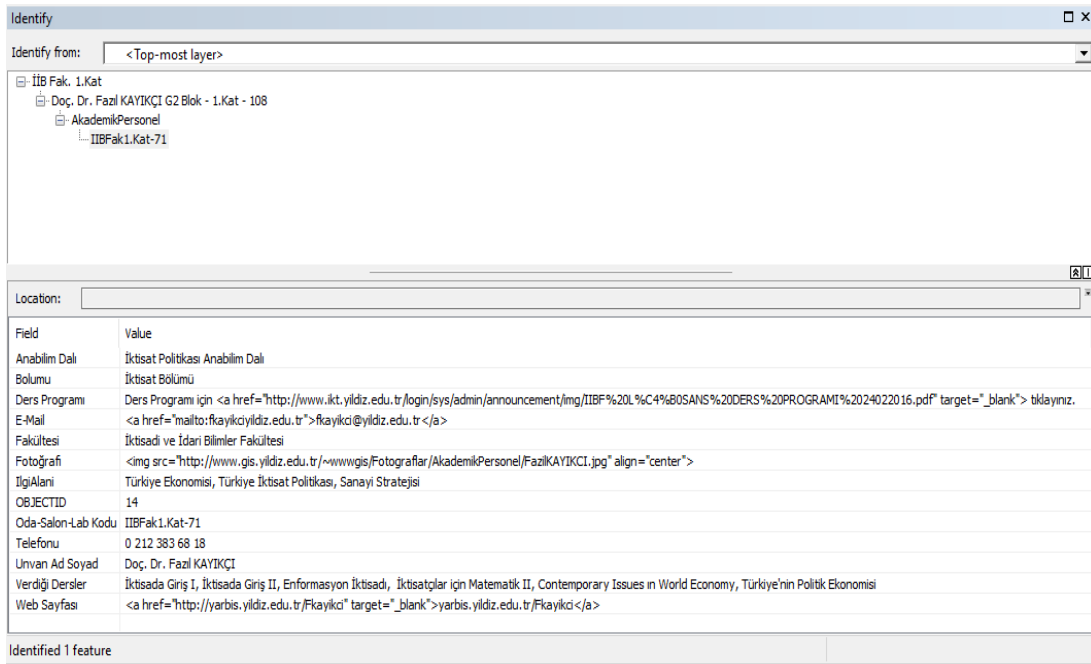 Identify
Identify from: <Top-most layer>
İİB Fak. 1.Kat
Doç. Dr. Fazıl KAYIKÇI G2 Blok - 1.Kat - 108
AkademikPersonel
IIBFak1.Kat-71
Location:
Field Value
Anabilim Dalı İktisat Politikası Anabilim Dalı
Bolumu İktisat Bölümü
Ders Programı Ders Programı için <a href="http://www.ikt.yildiz.edu.tr/login/sys/admin/announcement/img/IIBF%20L%C4%B0SANS%20DERS%20PROGRAMI%2024022016.pdf" target="_blank"> tıklayınız.
E-Mail <a href="mailto:fkayikciyildiz.edu.tr">fkayikci@yildiz.edu.tr</a>
Fakültesi İktisadi ve İdari Bilimler Fakültesi
Fotoğrafı <img src="http://www.gis.yildiz.edu.tr/~wwwgis/Fotograflar/AkademikPersonel/FazilKAYIKCI.jpg" align="center">
IlgiAlani Türkiye Ekonomisi, Türkiye İktisat Politikası, Sanayi Stratejisi
OBJECTID 14
Oda-Salon-Lab Kodu IIBFak1.Kat-71
Telefonu 0 212 383 68 18
Unvan Ad Soyad Doç. Dr. Fazıl KAYIKÇI
Verdiği Dersler İktisada Giriş I, İktisada Giriş II, Enformasyon İktisadı, İktisatçılar için Matematik II, Contemporary Issues ın World Economy, Türkiye'nin Politik Ekonomisi
Web Sayfası <a href="http://yarbis.yildiz.edu.tr/Fkayikci" target="_blank">yarbis.yildiz.edu.tr/Fkayikci</a>
Identified 1 feature